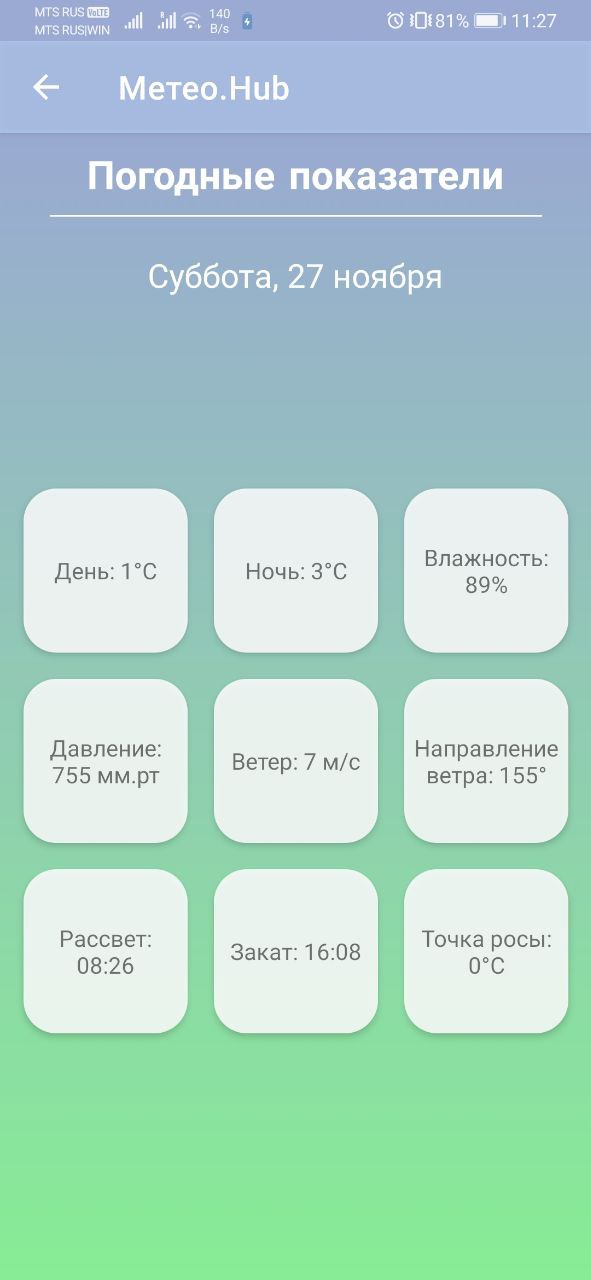 MTS RUS VoLTE
MTS RUS|WIN
140
B/s
81%
11:27
Метео.Hub
Погодные показатели
Суббота, 27 ноября
День: 1°C
Ночь: 3°C
Влажность:
89%
Давление:
755 мм.рт
Ветер: 7 м/с
Направление
ветра: 155°
Рассвет:
08:26
Закат: 16:08
Точка росы:
0°C